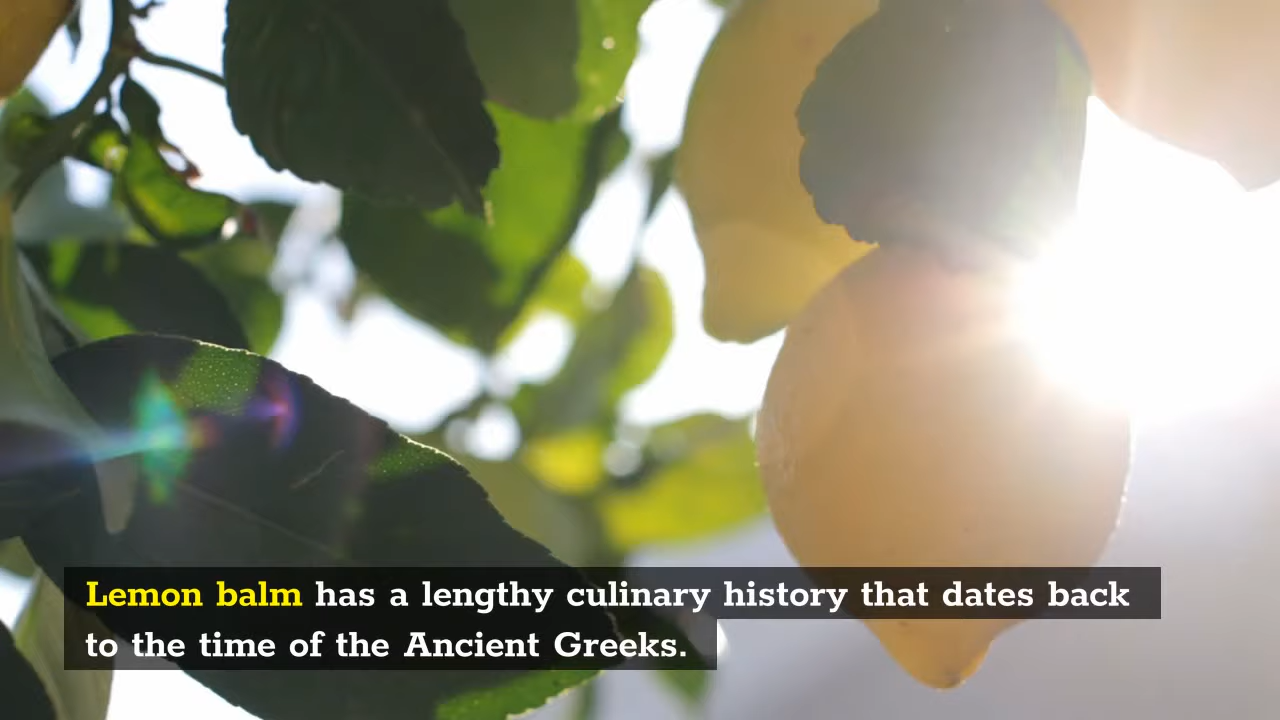 Lemon balm has a lengthy culinary history that dates back
to the time of the Ancient Greeks.